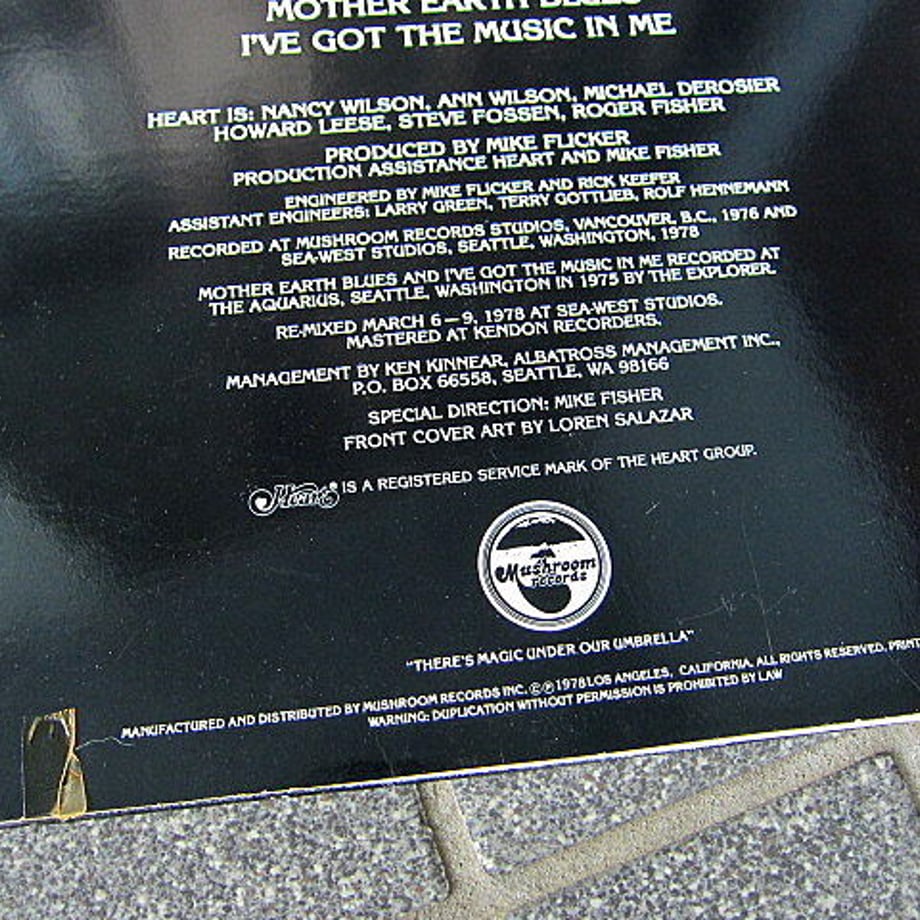 MOTHER EARTH BLUES
I'VE GOT THE MUSIC IN ME
HEART IS: NANCY WILSON, ANN WILSON, MICHAEL DEROSIER
HOWARD LEESE, STEVE FOSSEN, ROGER FISHER
PRODUCED BY MIKE FLICKER
PRODUCTION ASSISTANCE HEART AND MIKE FISHER
ENGINEERED BY MIKE FLICKER AND RICK KEEFER
ASSISTANT ENGINEERS: LARRY GREEN, TERRY GOTTLIEB, ROLF HENNEMANN
RECORDED AT MUSHROOM RECORDS STUDIOS, VANCOUVER, B.C., 1976 AND
SEA-WEST STUDIOS, SEATTLE, WASHINGTON, 1978
MOTHER EARTH BLUES AND I'VE GOT THE MUSIC IN ME RECORDED AT
THE AQUARIUS, SEATTLE, WASHINGTON IN 1975 BY THE EXPLORER.
RE-MIXED MARCH 6–9, 1978 AT SEA-WEST STUDIOS.
MASTERED AT KENDON RECORDERS.
MANAGEMENT BY KEN KINNEAR, ALBATROSS MANAGEMENT INC.,
P.O. BOX 66558, SEATTLE, WA 98166
SPECIAL DIRECTION: MIKE FISHER
FRONT COVER ART BY LOREN SALAZAR
Heart® IS A REGISTERED SERVICE MARK OF THE HEART GROUP.
Mushroom
records
"THERE'S MAGIC UNDER OUR UMBRELLA"
MANUFACTURED AND DISTRIBUTED BY MUSHROOM RECORDS INC. ©℗1978 LOS ANGELES, CALIFORNIA. ALL RIGHTS RESERVED. PRINT
WARNING: DUPLICATION WITHOUT PERMISSION IS PROHIBITED BY LAW